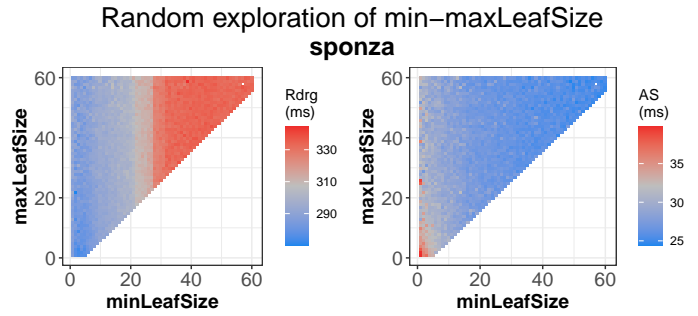 Random exploration of min−maxLeafSize
sponza
maxLeafSize
60
40
20
0
0 20 40 60
minLeafSize
Rdrg
(ms)
330
310
290
maxLeafSize
60
40
20
0
0 20 40 60
minLeafSize
AS
(ms)
35
30
25